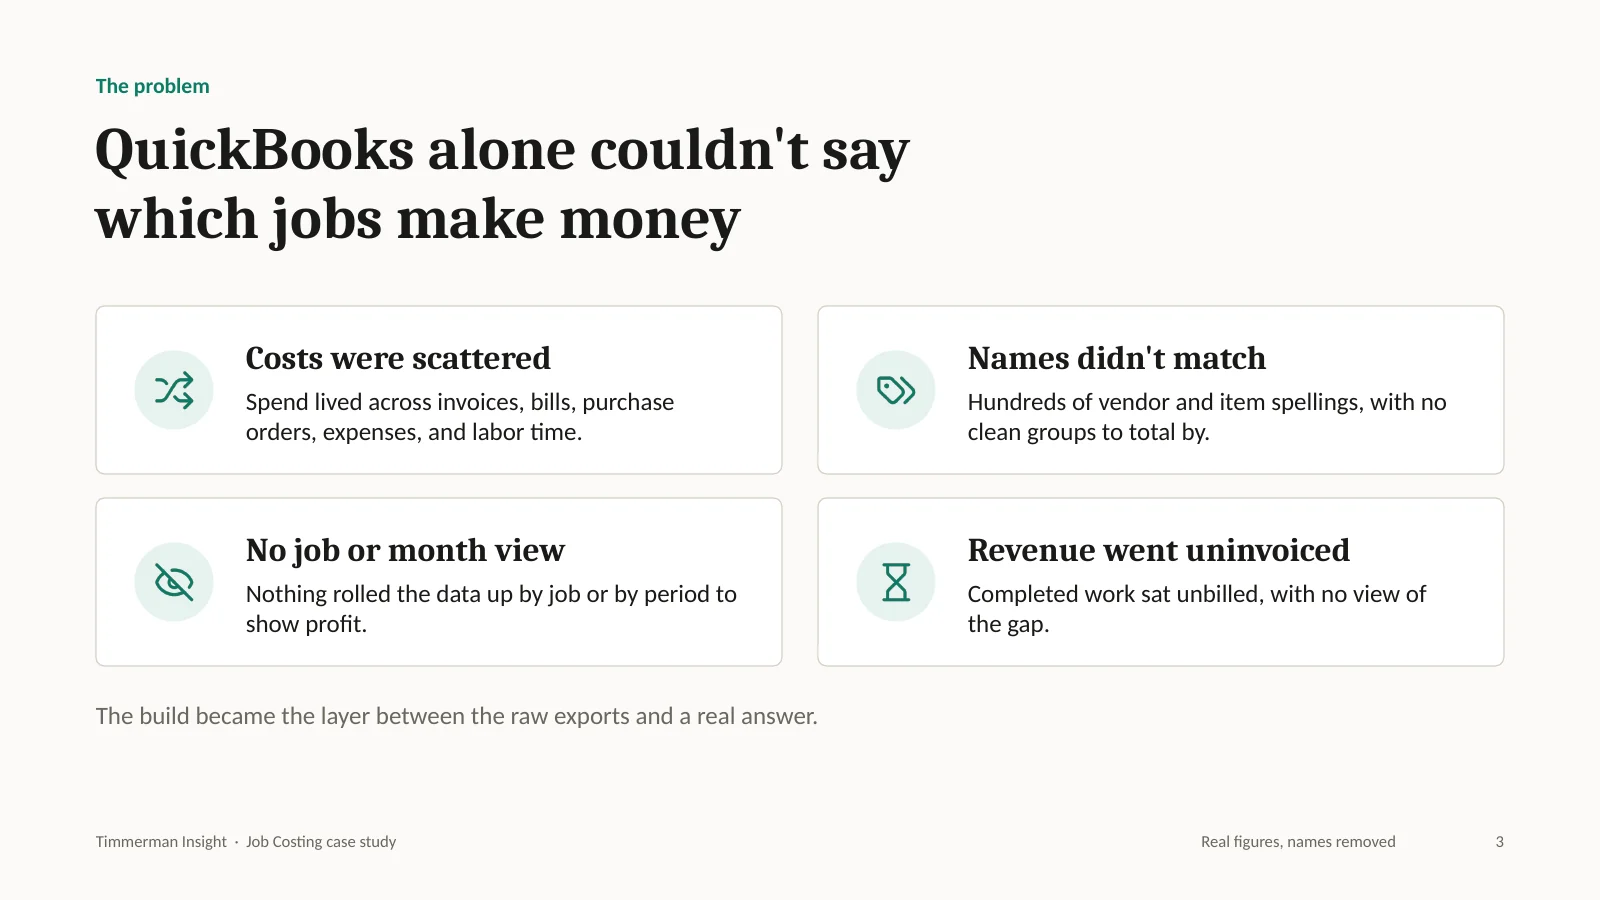 The problem
QuickBooks alone couldn't say
which jobs make money
Costs were scattered
Spend lived across invoices, bills, purchase
orders, expenses, and labor time.
Names didn't match
Hundreds of vendor and item spellings, with no
clean groups to total by.
No job or month view
Nothing rolled the data up by job or by period to
show profit.
Revenue went uninvoiced
Completed work sat unbilled, with no view of
the gap.
The build became the layer between the raw exports and a real answer.
Timmerman Insight · Job Costing case study
Real figures, names removed
3